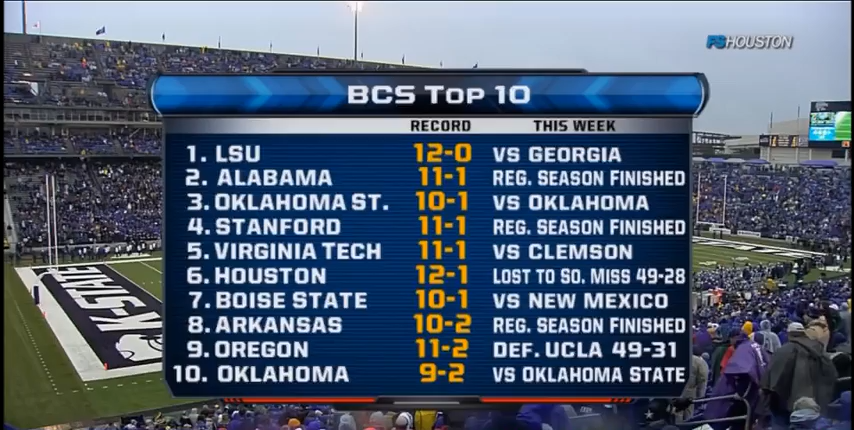 FSHOUSTON
BCS TOP 10
RECORD THIS WEEK
1. LSU 12-0 VS GEORGIA
2. ALABAMA 11-1 REG. SEASON FINISHED
3. OKLAHOMA ST. 10-1 VS OKLAHOMA
4. STANFORD 11-1 REG. SEASON FINISHED
5. VIRGINIA TECH 11-1 VS CLEMSON
6. HOUSTON 12-1 LOST TO SO. MISS 49-28
7. BOISE STATE 10-1 VS NEW MEXICO
8. ARKANSAS 10-2 REG. SEASON FINISHED
9. OREGON 11-2 DEF. UCLA 49-31
10. OKLAHOMA 9-2 VS OKLAHOMA STATE
K-STATE